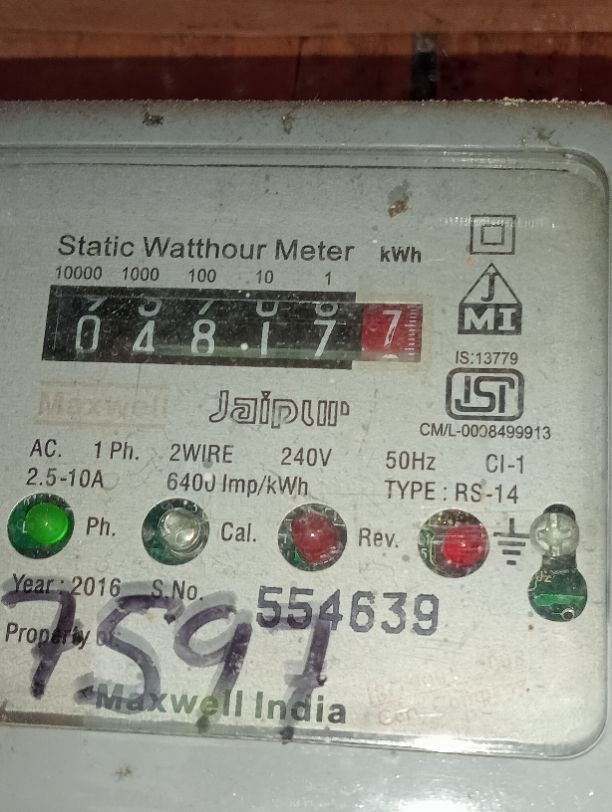 Static Watthour Meter kWh
10000 1000 100 10 1
0 4 8 1 7 7
J
MI
IS:13779
Maxwell Jaipur
ISI
CM/L-0008499913
AC. 1 Ph. 2WIRE 240V 50Hz Cl-1
2.5-10A 6400 Imp/kWh TYPE : RS-14
Ph. Cal. Rev.
Year : 2016 S.No. 554639
Property of:
7597
Maxwell India